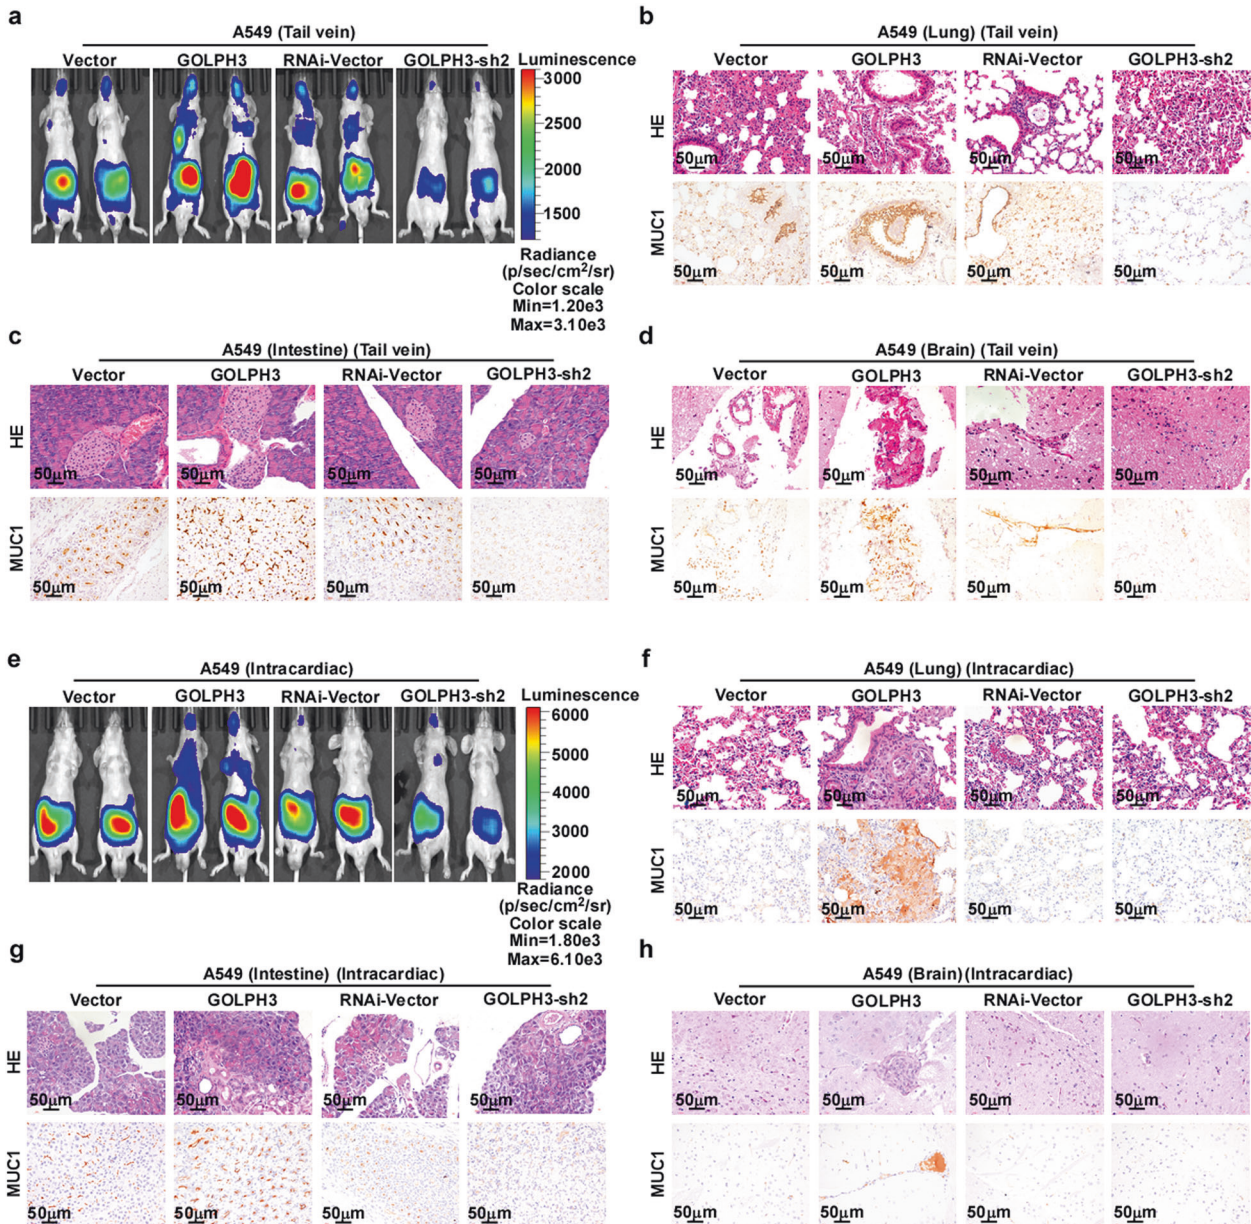 a
A549 (Tail vein)
Vector GOLPH3 RNAi-Vector GOLPH3-sh2 Luminescence
3000
2500
2000
1500
Radiance
(p/sec/cm²/sr)
Color scale
Min=1.20e3
Max=3.10e3
b
A549 (Lung) (Tail vein)
Vector GOLPH3 RNAi-Vector GOLPH3-sh2
HE
50μm 50μm 50μm 50μm
MUC1
50μm 50μm 50μm 50μm
c
A549 (Intestine) (Tail vein)
Vector GOLPH3 RNAi-Vector GOLPH3-sh2
HE
50μm 50μm 50μm 50μm
MUC1
50μm 50μm 50μm 50μm
d
A549 (Brain) (Tail vein)
Vector GOLPH3 RNAi-Vector GOLPH3-sh2
HE
50μm 50μm 50μm 50μm
MUC1
50μm 50μm 50μm 50μm
e
A549 (Intracardiac)
Vector GOLPH3 RNAi-Vector GOLPH3-sh2 Luminescence
6000
5000
4000
3000
2000
Radiance
(p/sec/cm²/sr)
Color scale
Min=1.80e3
Max=6.10e3
f
A549 (Lung) (Intracardiac)
Vector GOLPH3 RNAi-Vector GOLPH3-sh2
HE
50μm 50μm 50μm 50μm
MUC1
50μm 50μm 50μm 50μm
g
A549 (Intestine) (Intracardiac)
Vector GOLPH3 RNAi-Vector GOLPH3-sh2
HE
50μm 50μm 50μm 50μm
MUC1
50μm 50μm 50μm 50μm
h
A549 (Brain) (Intracardiac)
Vector GOLPH3 RNAi-Vector GOLPH3-sh2
HE
50μm 50μm 50μm 50μm
MUC1
50μm 50μm 50μm 50μm